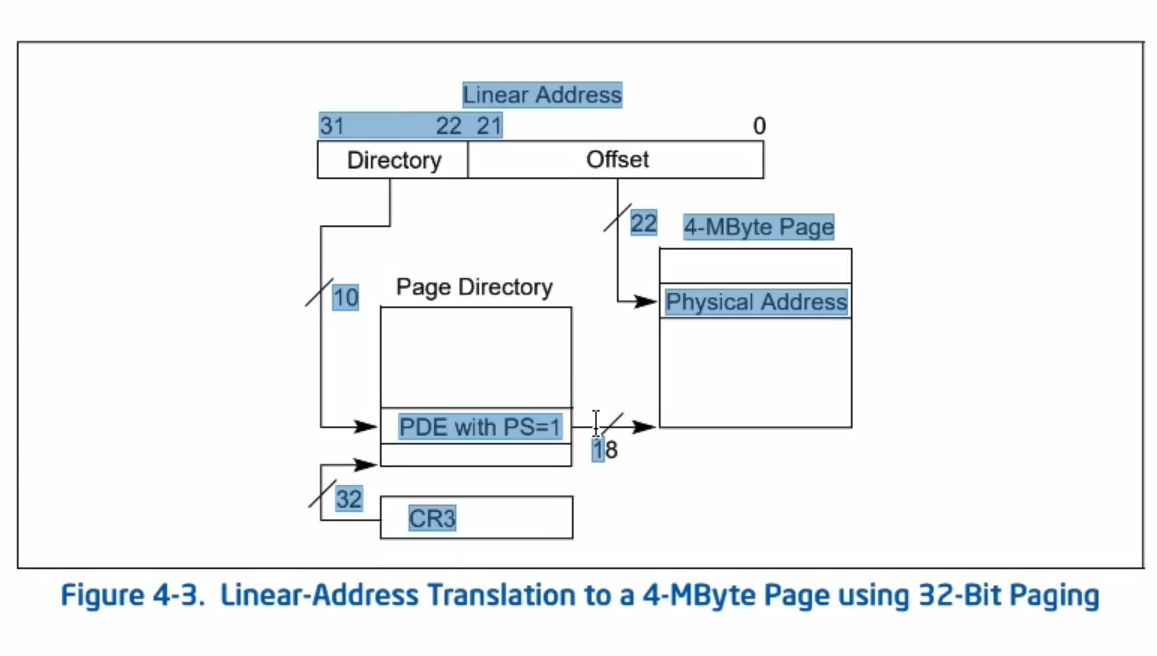 Linear Address
31 22 21 0
Directory Offset
22 4-MByte Page
10 Page Directory Physical Address
PDE with PS=1
18
32
CR3
Figure 4-3. Linear-Address Translation to a 4-MByte Page using 32-Bit Paging